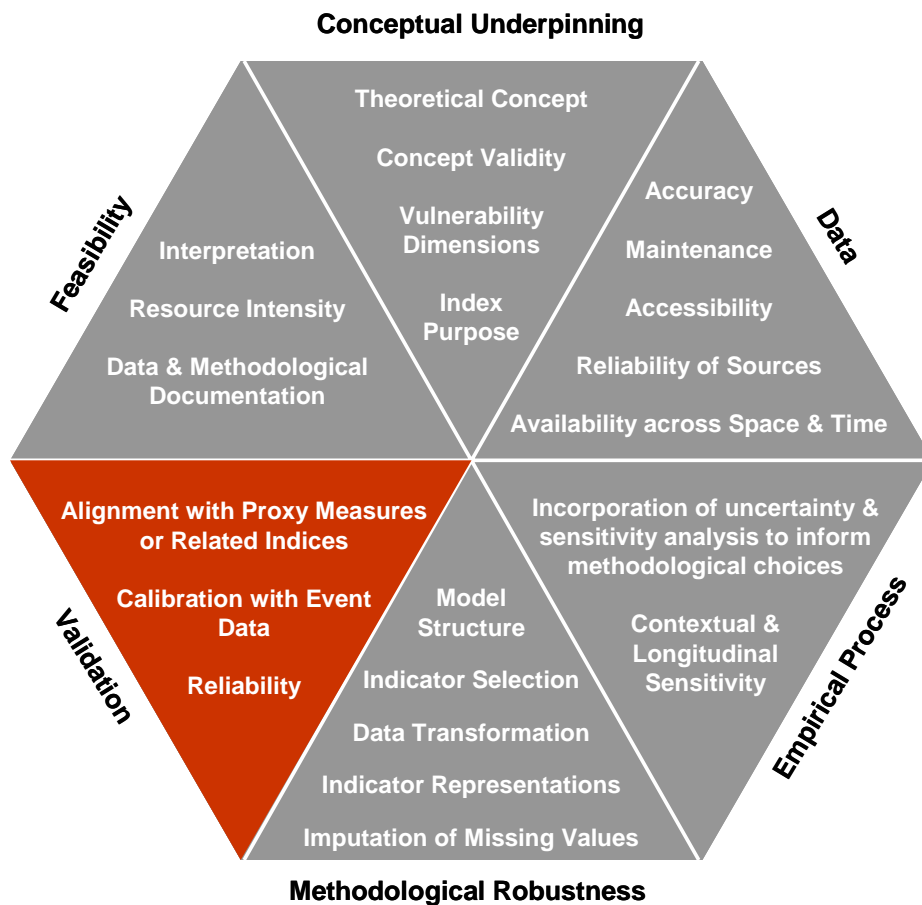 Conceptual Underpinning
Theoretical Concept
Concept Validity
Vulnerability
Dimensions
Index
Purpose
Feasibility
Interpretation
Resource Intensity
Data & Methodological
Documentation
Data
Accuracy
Maintenance
Accessibility
Reliability of Sources
Availability across Space & Time
Validation
Alignment with Proxy Measures
or Related Indices
Calibration with Event
Data
Reliability
Model
Structure
Indicator Selection
Data Transformation
Indicator Representations
Imputation of Missing Values
Methodological Robustness
Incorporation of uncertainty &
sensitivity analysis to inform
methodological choices
Contextual &
Longitudinal
Sensitivity
Empirical Process